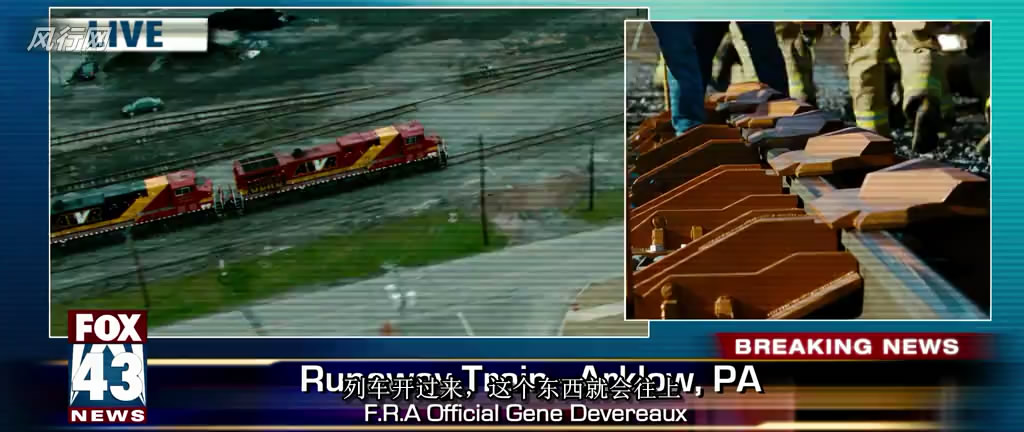 风行网
LIVE
BREAKING NEWS
FOX
43
NEWS
Runaway Train - Arklow, PA
列车开过来，这个东西就会往上
F.R.A Official Gene Devereaux